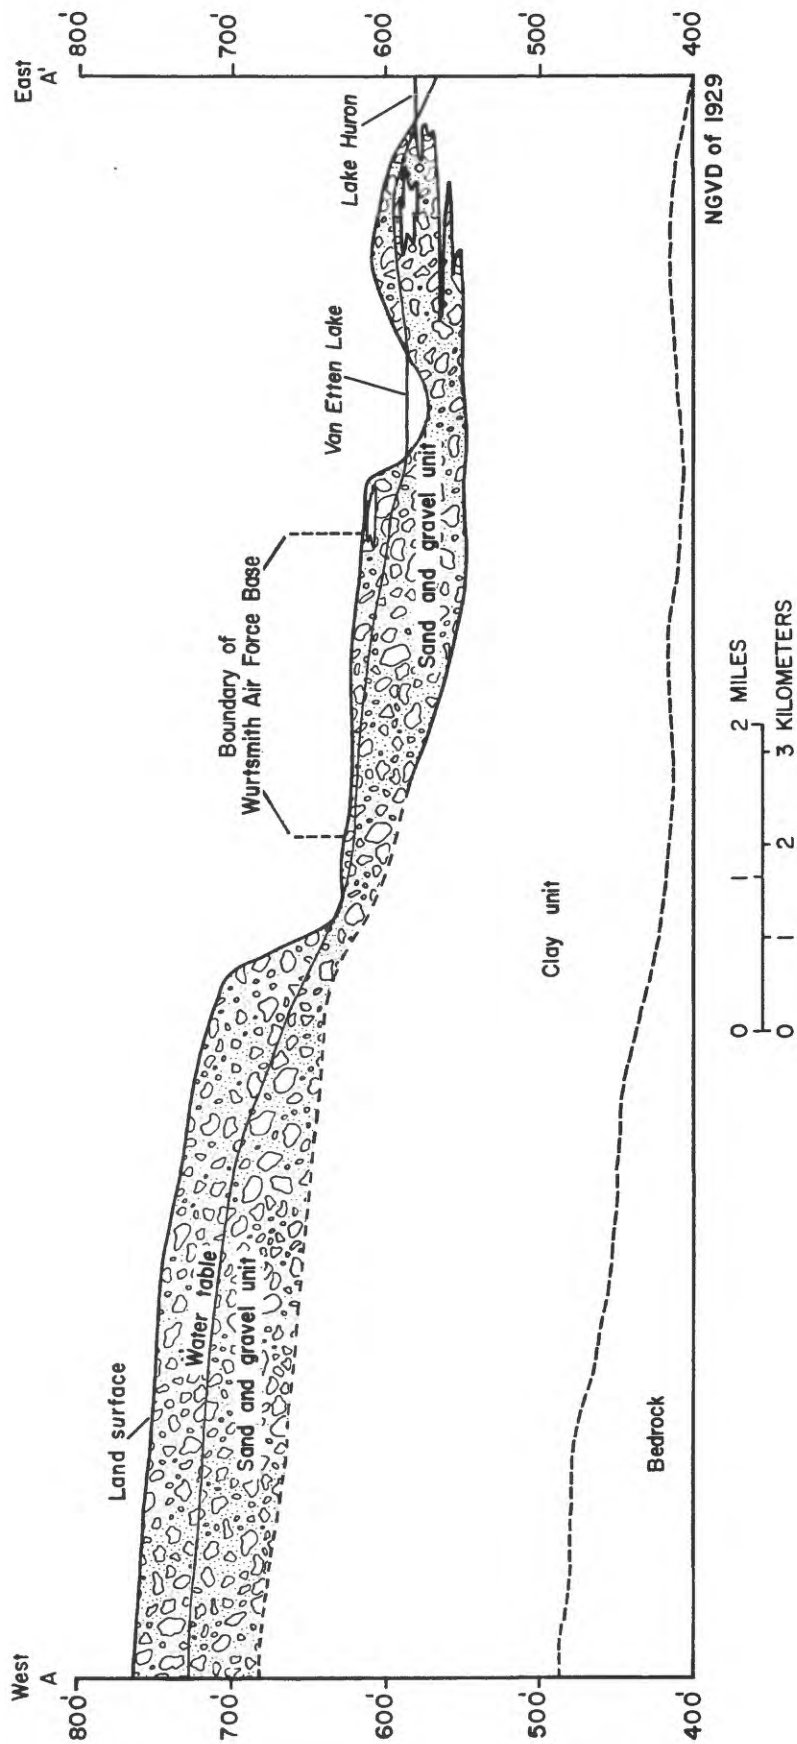 West
A
East
A'
800'
700'
600'
500'
400'
800'
700'
600'
500'
400'
NGVD of 1929
Land surface
Water table
Sand and gravel unit
Boundary of
Wurtsmith Air Force Base
Van Etten Lake
Lake Huron
Sand and gravel unit
Clay unit
Bedrock
0 1 2 MILES
0 1 2 3 KILOMETERS